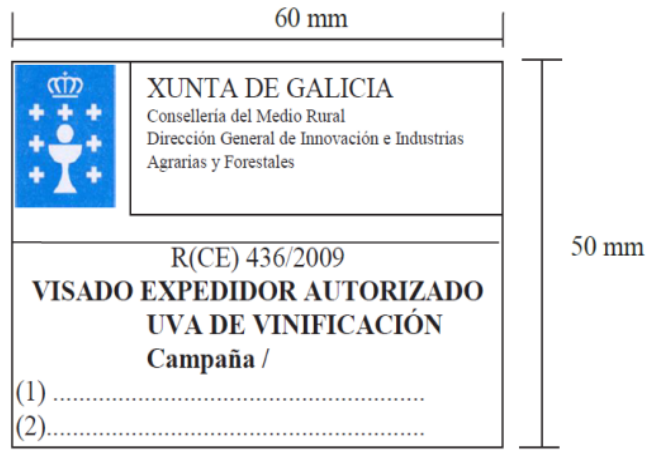 60 mm
XUNTA DE GALICIA
Consellería del Medio Rural
Dirección General de Innovación e Industrias
Agrarias y Forestales
50 mm
R(CE) 436/2009
VISADO EXPEDIDOR AUTORIZADO
UVA DE VINIFICACIÓN
Campaña /
(1) ........................................................
(2).........................................................